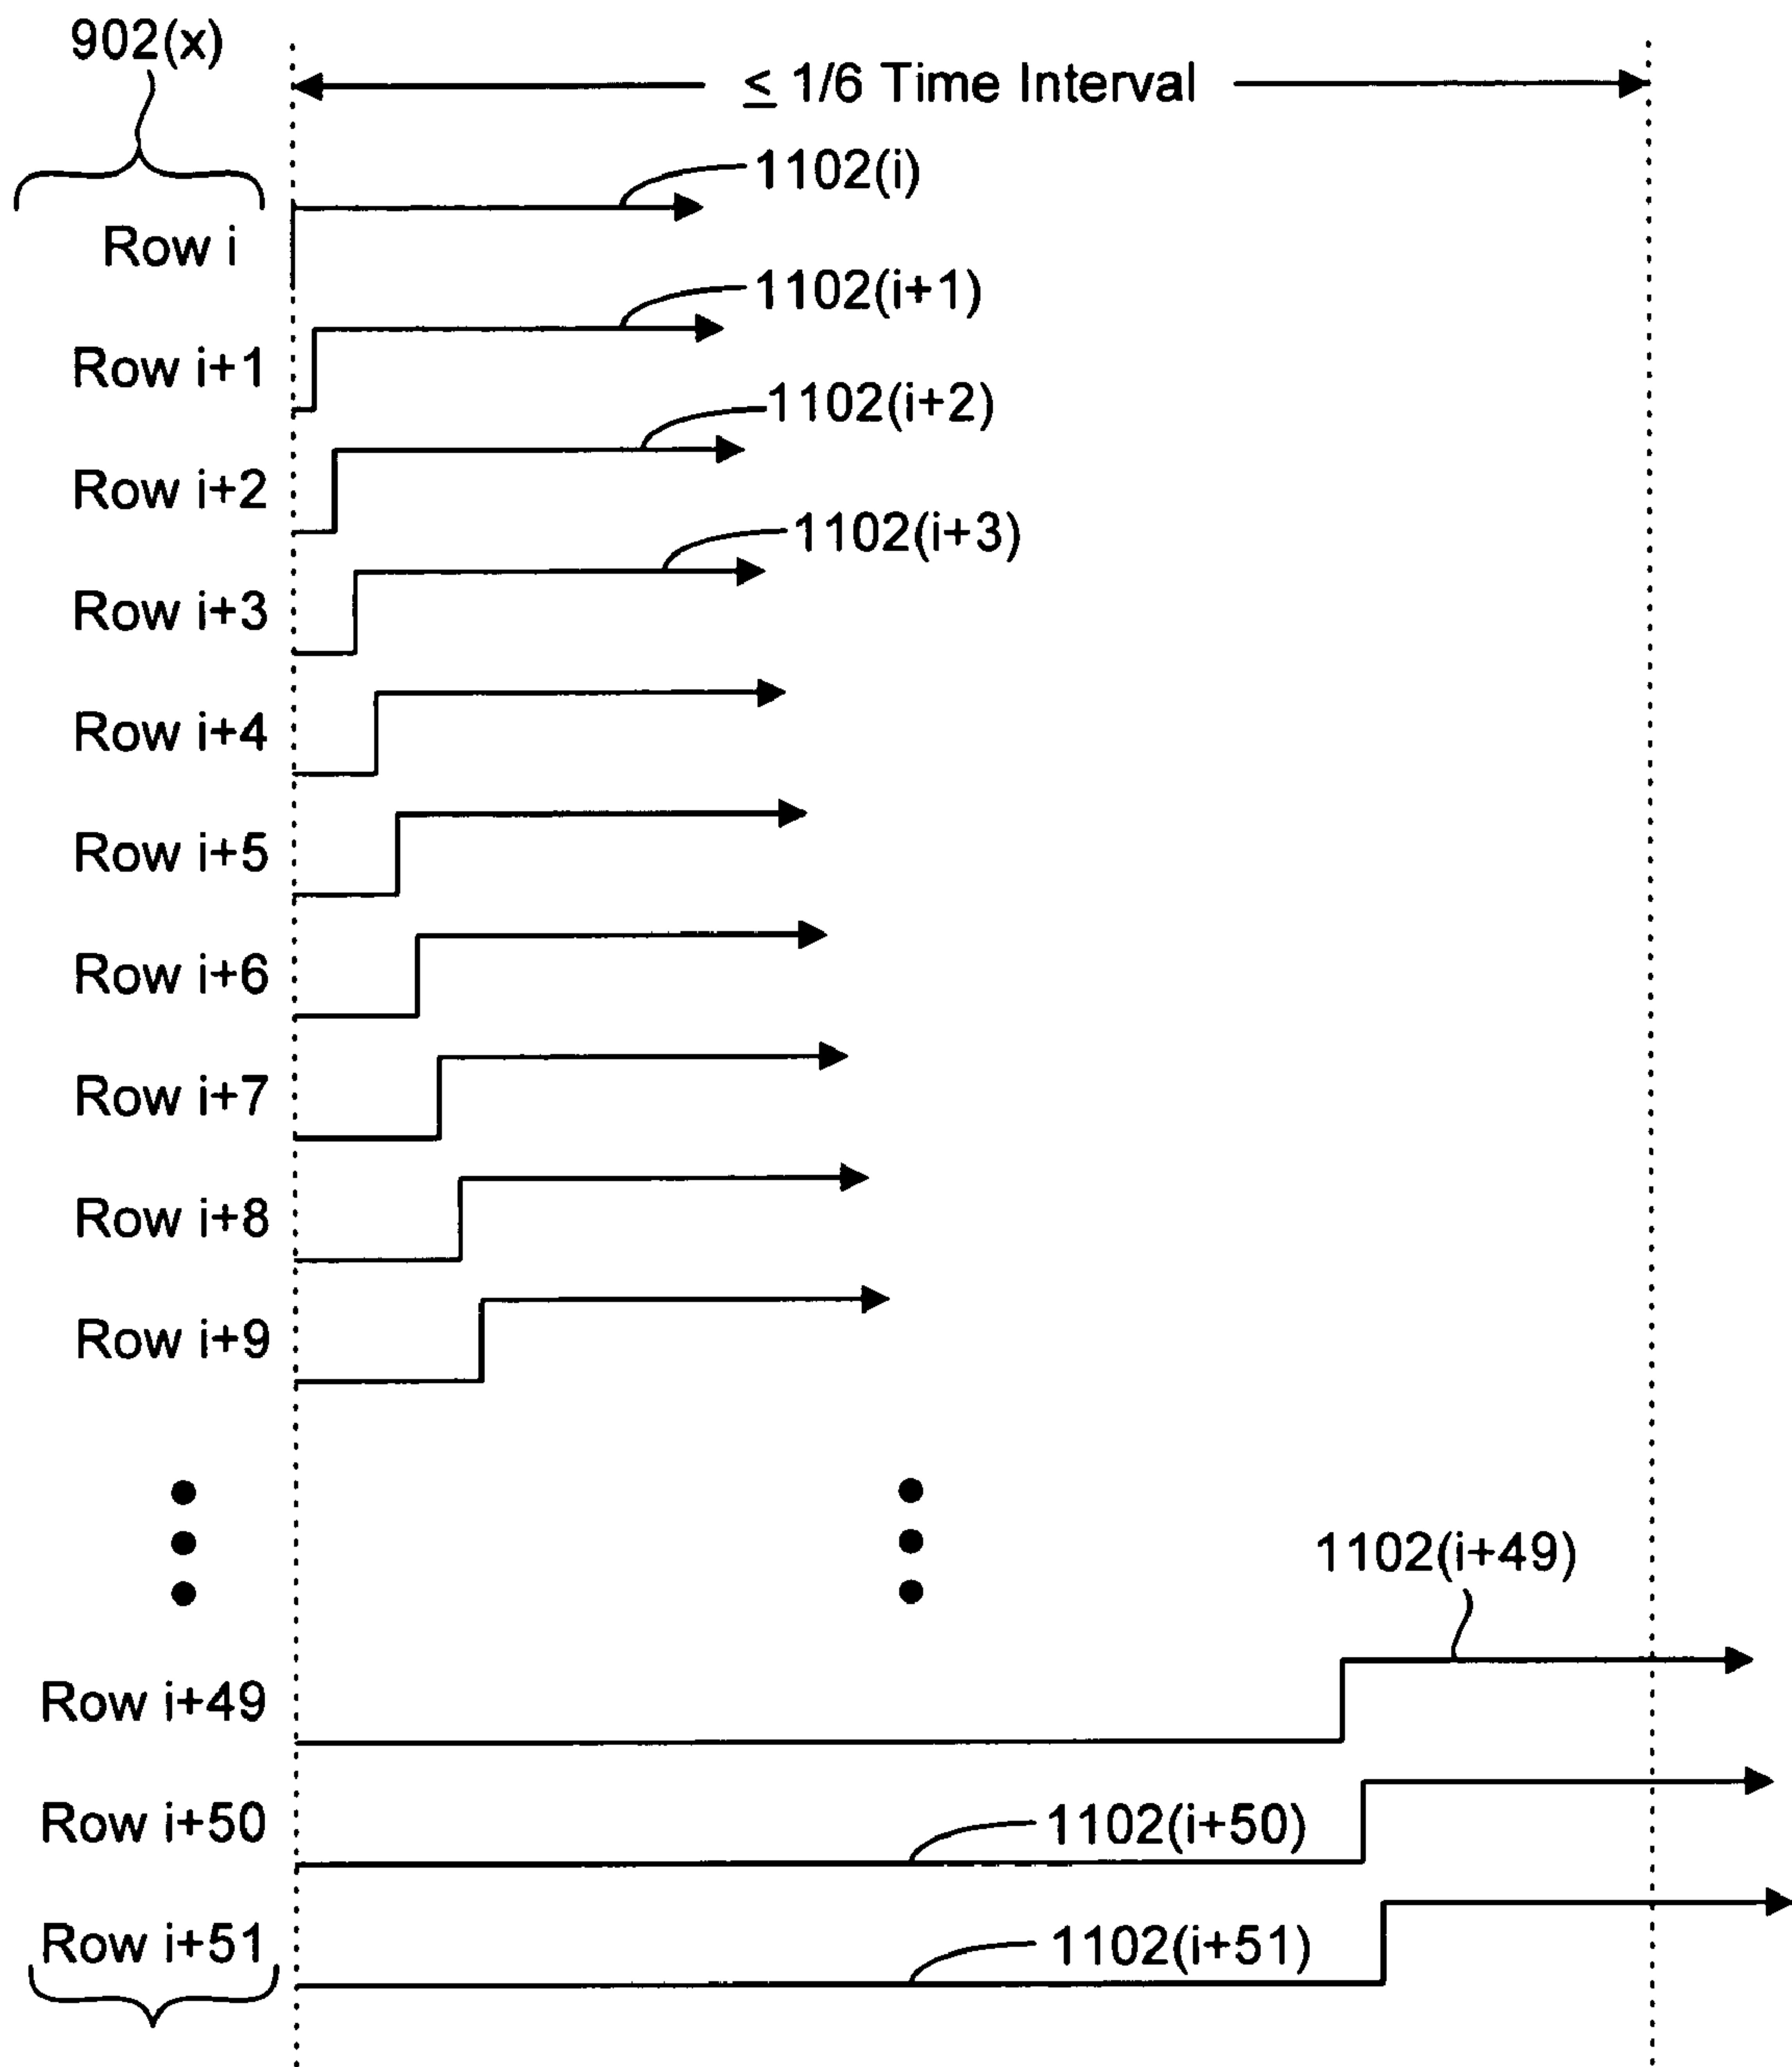 902(x)
≤ 1/6 Time Interval
1102(i)
Row i
1102(i+1)
Row i+1
1102(i+2)
Row i+2
1102(i+3)
Row i+3
Row i+4
Row i+5
Row i+6
Row i+7
Row i+8
Row i+9
1102(i+49)
Row i+49
Row i+50
1102(i+50)
Row i+51
1102(i+51)